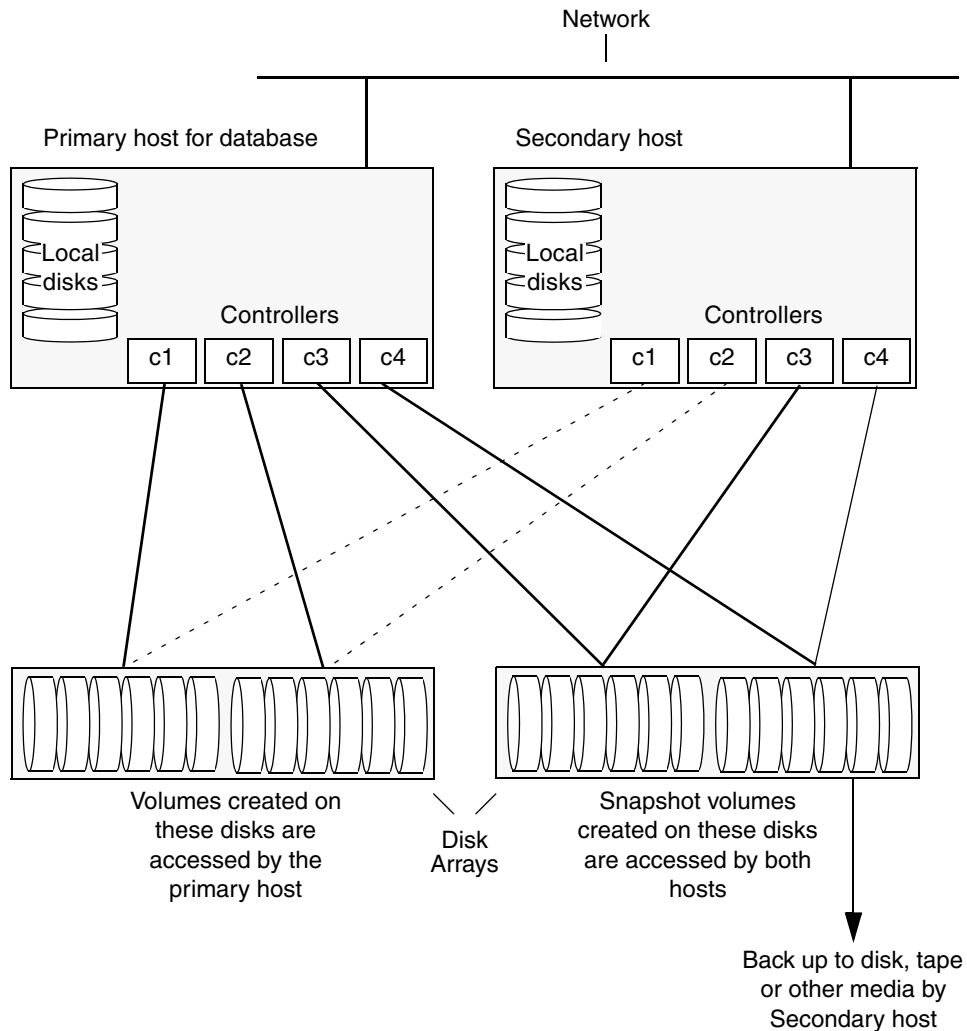 Network
Primary host for database
Secondary host
Local
disks
Controllers
c1
c2
c3
c4
Local
disks
Controllers
c1
c2
c3
c4
Volumes created on
these disks are
accessed by the
primary host
Disk
Arrays
Snapshot volumes
created on these disks
are accessed by both
hosts
Back up to disk, tape
or other media by
Secondary host